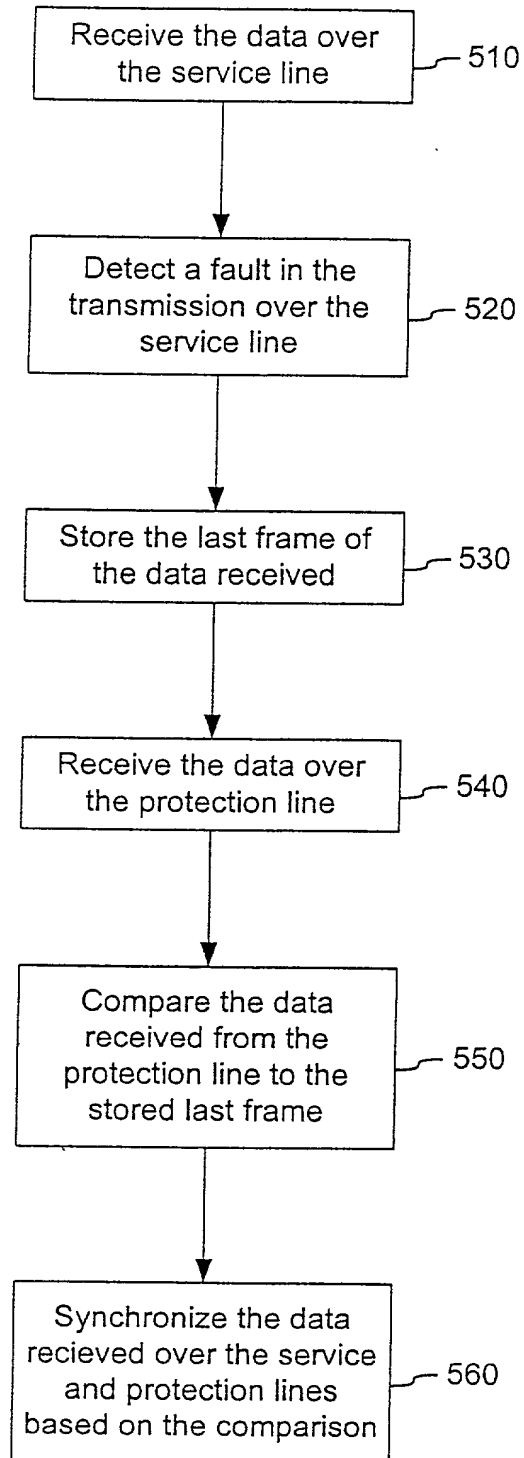 Receive the data over
the service line
510
Detect a fault in the
transmission over the
service line
520
Store the last frame of
the data received
530
Receive the data over
the protection line
540
Compare the data
received from the
protection line to the
stored last frame
550
Synchronize the data
recieved over the service
and protection lines
based on the comparison
560